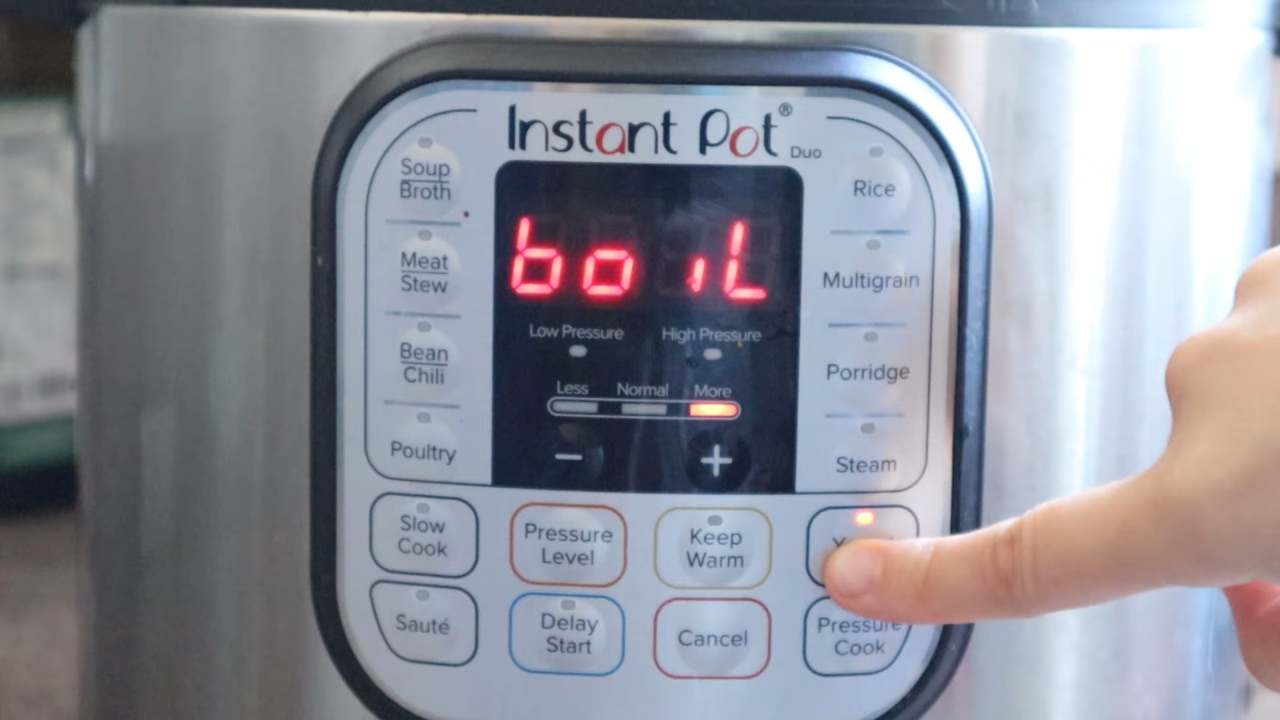 Instant Pot®
Duo
Soup
Broth
Meat
Stew
Bean
Chili
Poultry
boiL
Low Pressure
High Pressure
Less
Normal
More
−
+
Rice
Multigrain
Porridge
Steam
Slow
Cook
Pressure
Level
Keep
Warm
Sauté
Delay
Start
Cancel
Pressure
Cook